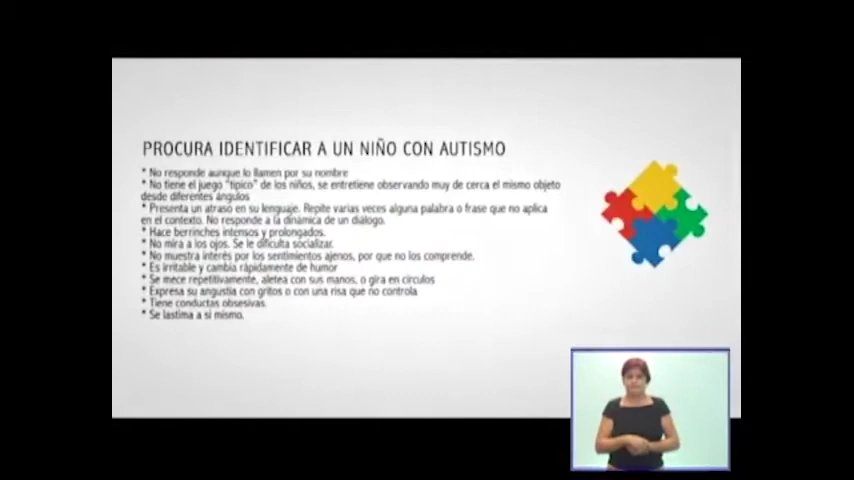 PROCURA IDENTIFICAR A UN NIÑO CON AUTISMO
* No responde aunque lo llamen por su nombre
* No tiene el juego "típico" de los niños, se entretiene observando muy de cerca el mismo objeto
desde diferentes ángulos
* Presenta un atraso en su lenguaje. Repite varias veces alguna palabra o frase que no aplica
en el contexto. No responde a la dinámica de un diálogo.
* Hace berrinches intensos y prolongados.
* No mira a los ojos. Se le dificulta socializar.
* No muestra interés por los sentimientos ajenos, por que no los comprende.
* Es irritable y cambia rápidamente de humor
* Se mece repetitivamente, aletea con sus manos, o gira en círculos
* Expresa su angustia con gritos o con una risa que no controla
* Tiene conductas obsesivas.
* Se lastima a sí mismo.